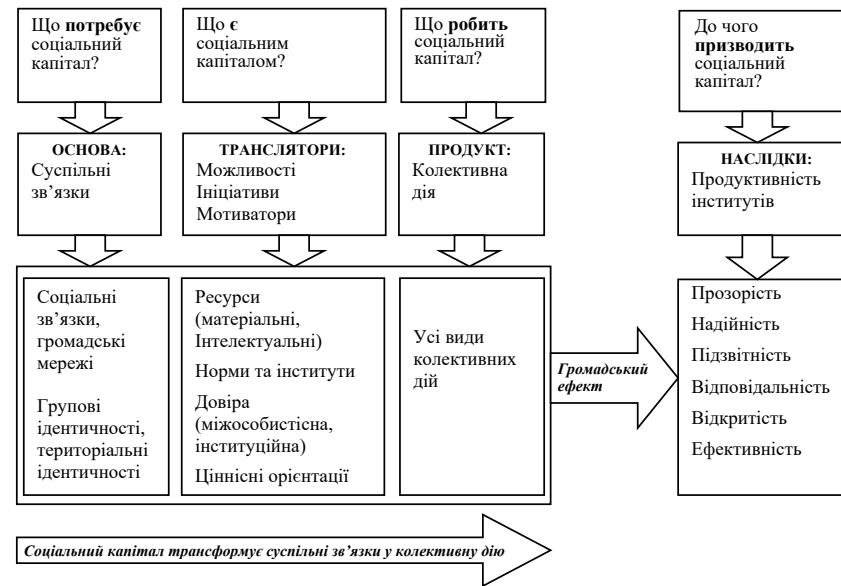 Що потребує
соціальний
капітал?
Що є
соціальним
капіталом?
Що робить
соціальний
капітал?
До чого
призводить
соціальний
капітал?
ОСНОВА:
Суспільні
зв’язки
ТРАНСЛЯТОРИ:
Можливості
Ініціативи
Мотиватори
ПРОДУКТ:
Колективна
дія
НАСЛІДКИ:
Продуктивність
інститутів
Соціальні
зв’язки,
громадські
мережі
Групові
ідентичності,
територіальні
ідентичності
Ресурси
(матеріальні,
Інтелектуальні)
Норми та інститути
Довіра
(міжособистісна,
інституційна)
Ціннісні орієнтації
Усі види
колективних
дій
Громадський
ефект
Прозорість
Надійність
Підзвітність
Відповідальність
Відкритість
Ефективність
Соціальний капітал трансформує суспільні зв’язки у колективну дію